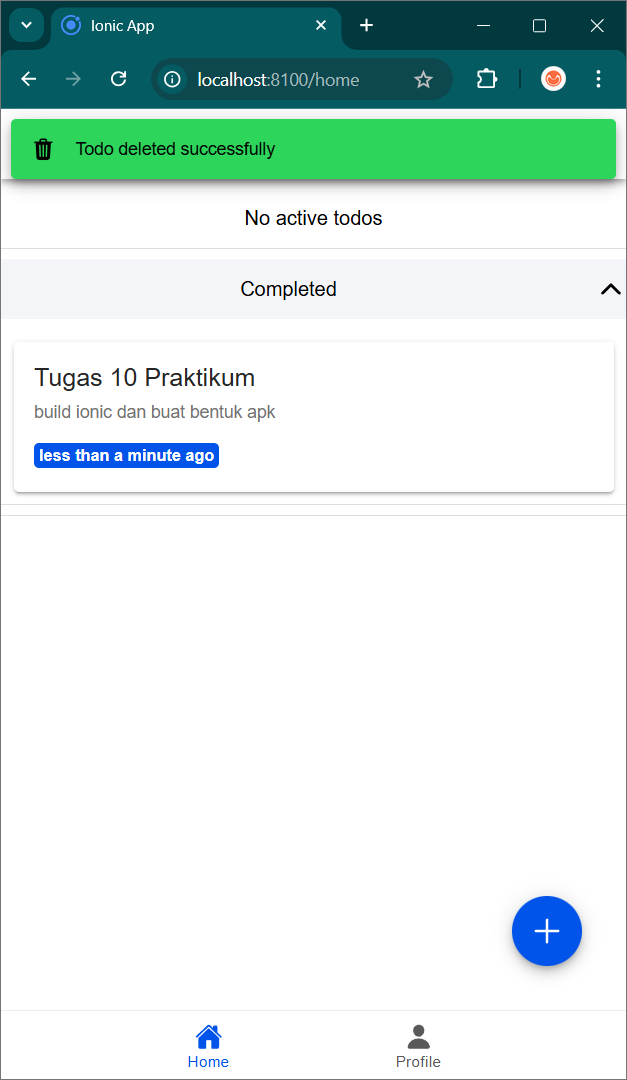 Ionic App
localhost:8100/home
Todo deleted successfully
No active todos
Completed
Tugas 10 Praktikum
build ionic dan buat bentuk apk
less than a minute ago
Home
Profile